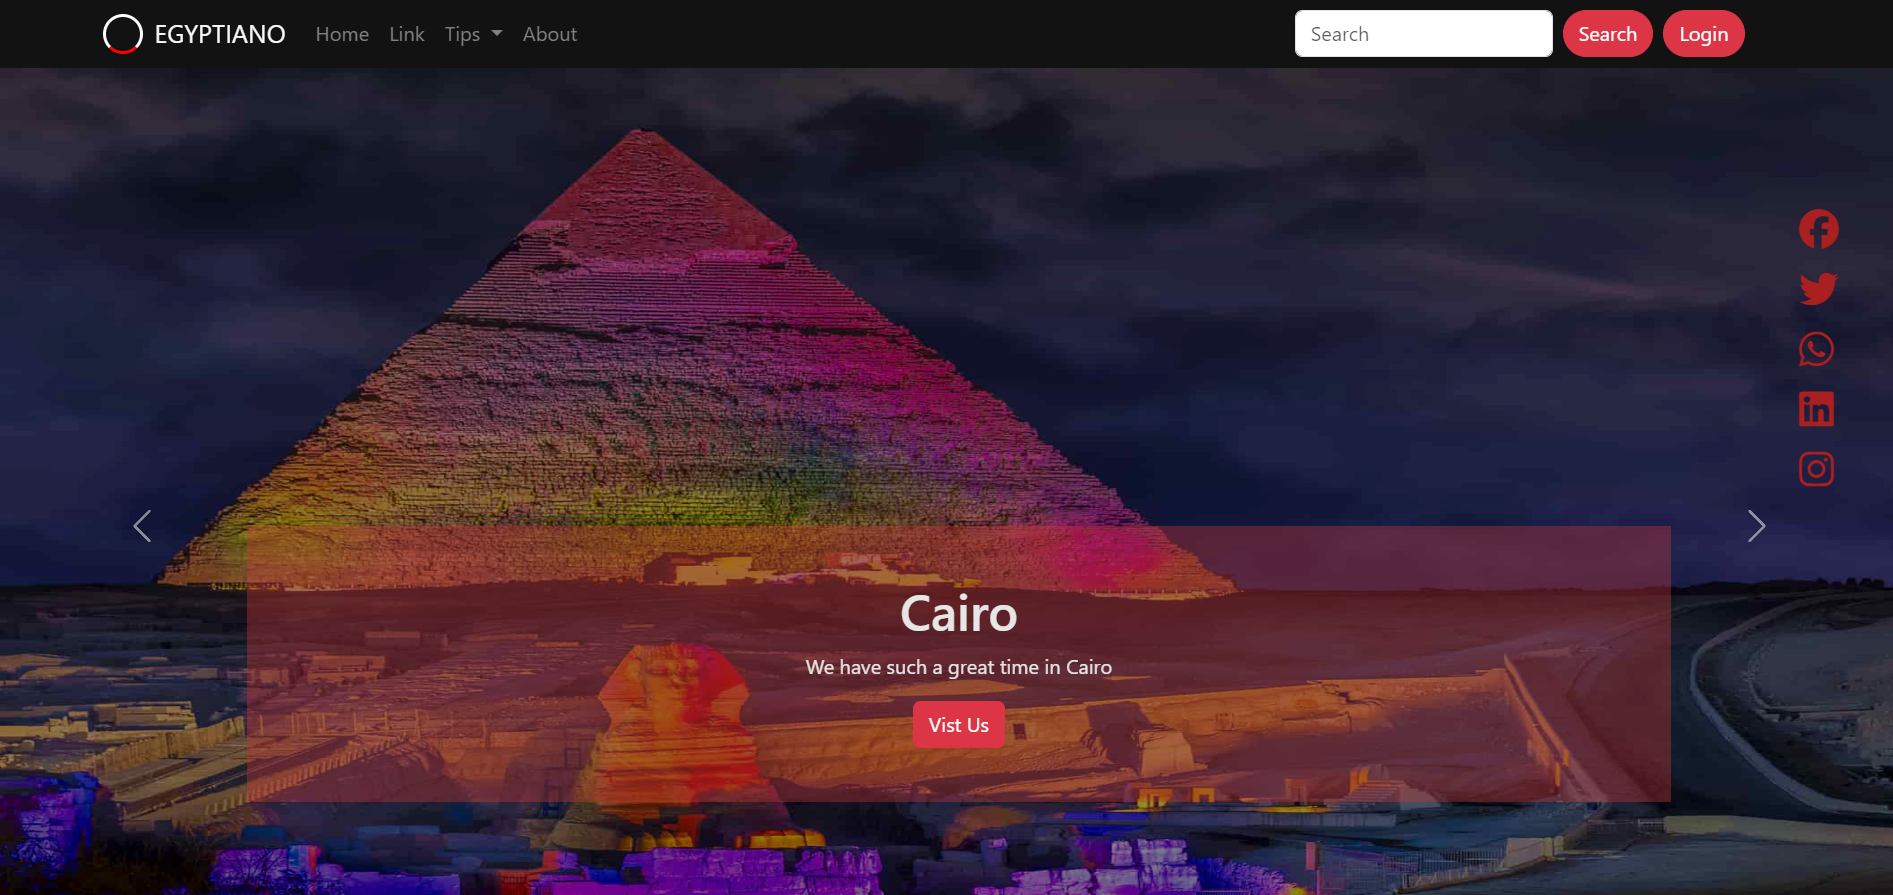 EGYPTIANO Home Link Tips About Search Search Login
Cairo
We have such a great time in Cairo
Vist Us